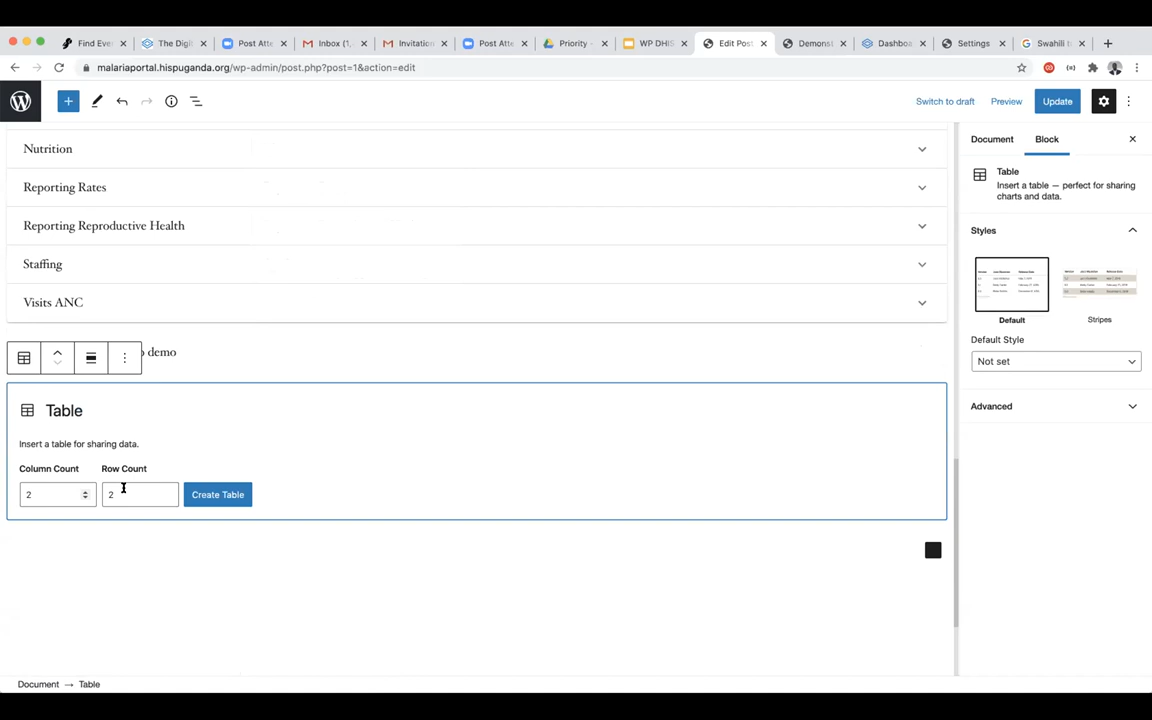 Find Eve
The Digi
Post Atte
Inbox (1,
Invitation
Post Atte
Priority -
WP DHIS
Edit Post
Demonst
Dashboa
Settings
Swahili t
malariaportal.hispuganda.org/wp-admin/post.php?post=1&action=edit
Switch to draft
Preview
Update
Nutrition
Reporting Rates
Reporting Reproductive Health
Staffing
Visits ANC
demo
Table
Insert a table for sharing data.
Column Count Row Count
2 2 Create Table
Document Block
Table
Insert a table — perfect for sharing
charts and data.
Styles
Default Stripes
Default Style
Not set
Advanced
Document → Table